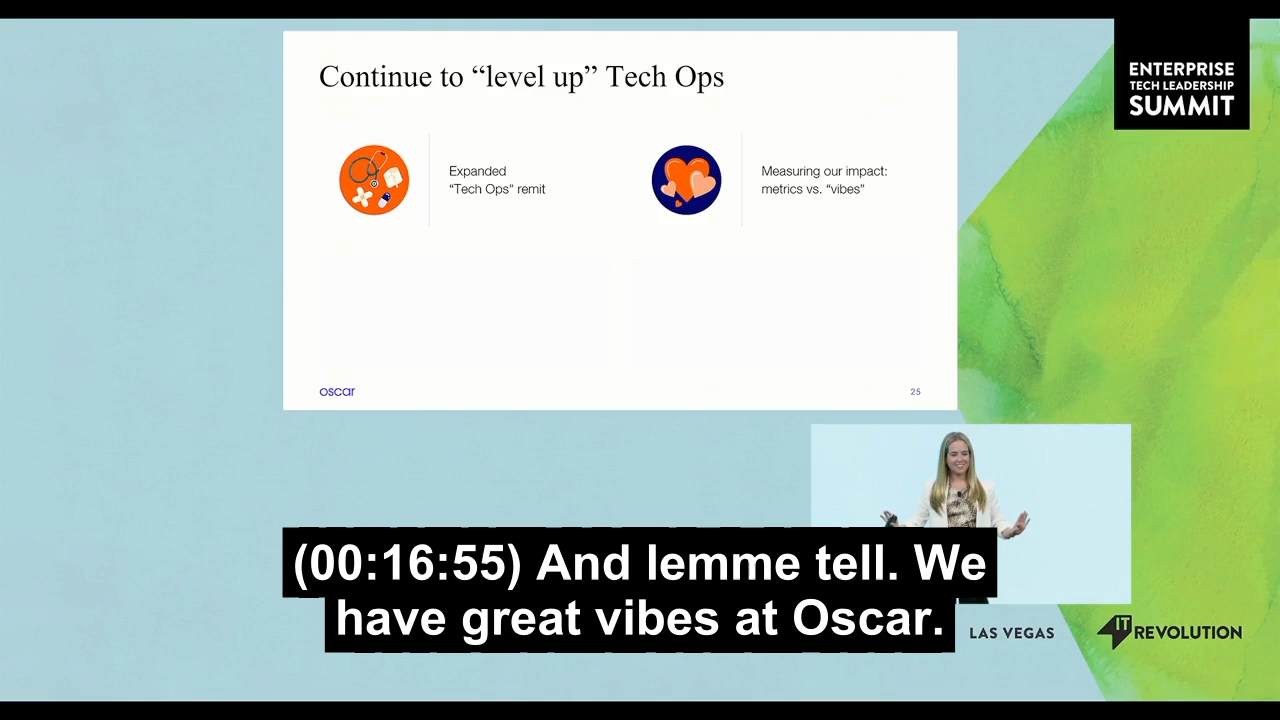 Continue to “level up” Tech Ops
Expanded
“Tech Ops” remit
Measuring our impact:
metrics vs. “vibes”
oscar
25
ENTERPRISE
TECH LEADERSHIP
SUMMIT
(00:16:55) And lemme tell. We
have great vibes at Oscar.
LAS VEGAS
IT REVOLUTION